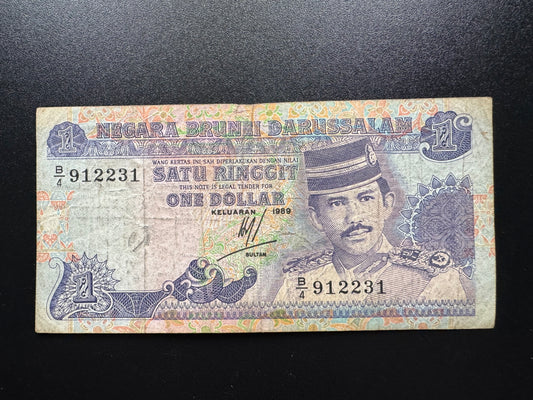 1 NEGARA BRUNEI DARUSSALAM 1
WANG KERTAS INI SAH DIPERLAKUKAN DENGAN NILAI
B/4 912231 SATU RINGGIT
THIS NOTE IS LEGAL TENDER FOR
ONE DOLLAR
KELUARAN 1989
SULTAN
1 B/4 912231